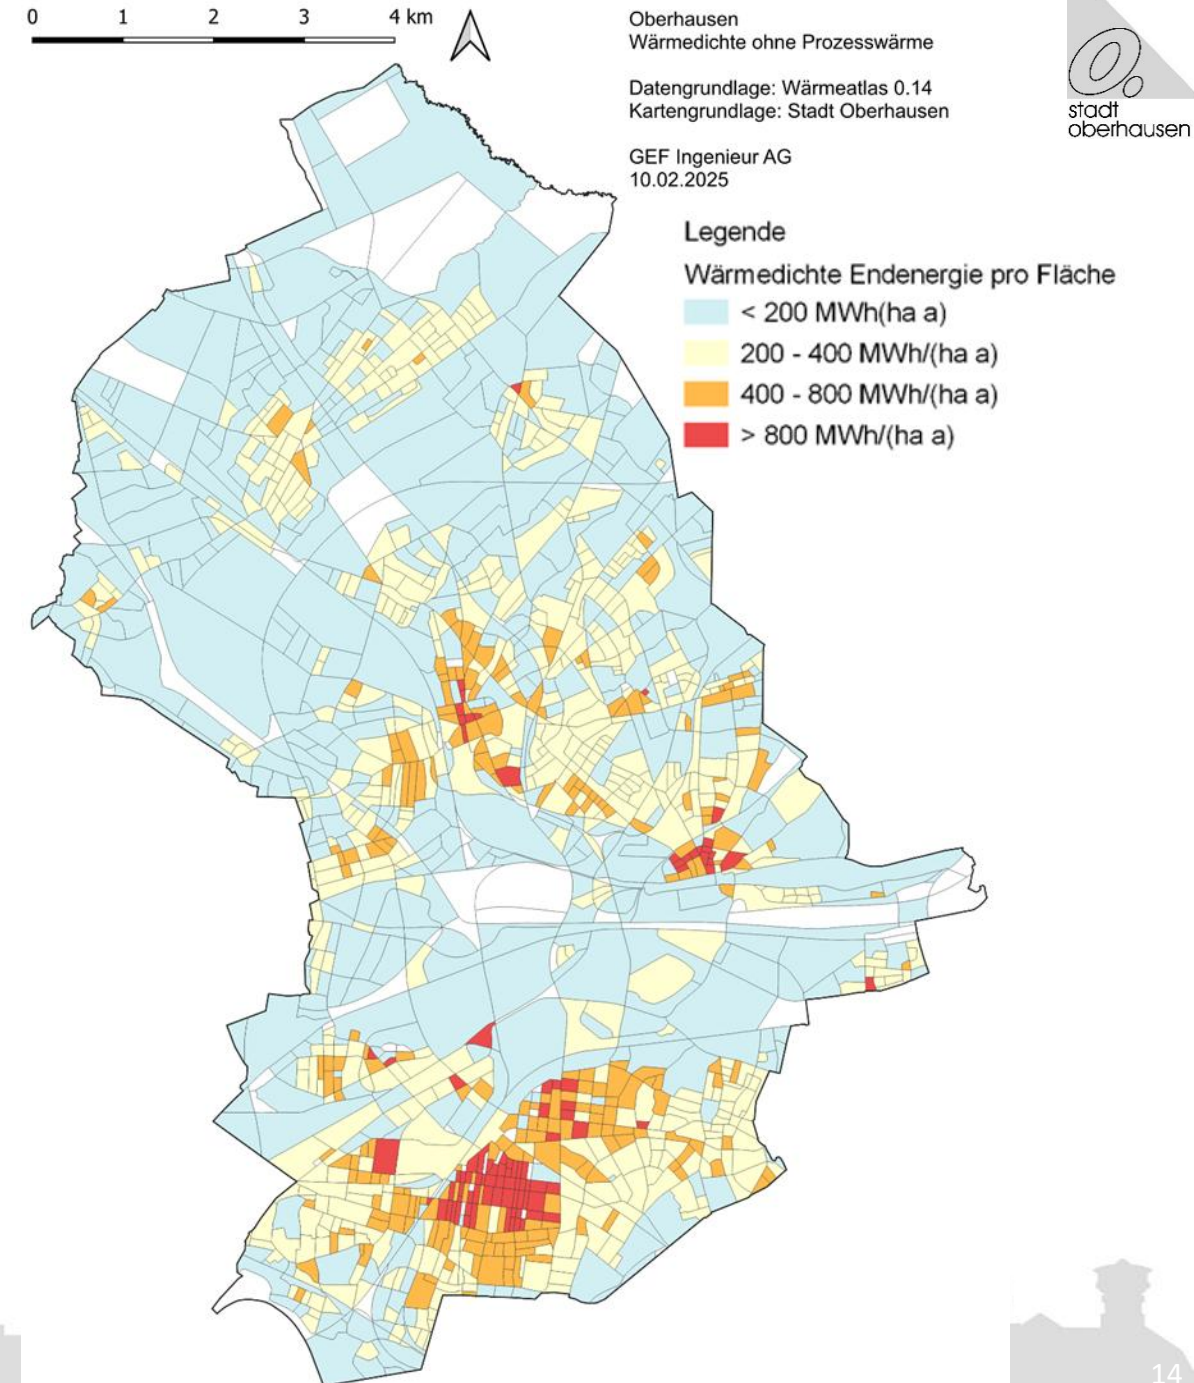 0 1 2 3 4 km
Oberhausen
Wärmedichte ohne Prozesswärme
Datengrundlage: Wärmeatlas 0.14
Kartengrundlage: Stadt Oberhausen
GEF Ingenieur AG
10.02.2025
stadt
oberhausen
Legende
Wärmedichte Endenergie pro Fläche
< 200 MWh(ha a)
200 - 400 MWh/(ha a)
400 - 800 MWh/(ha a)
> 800 MWh/(ha a)
14